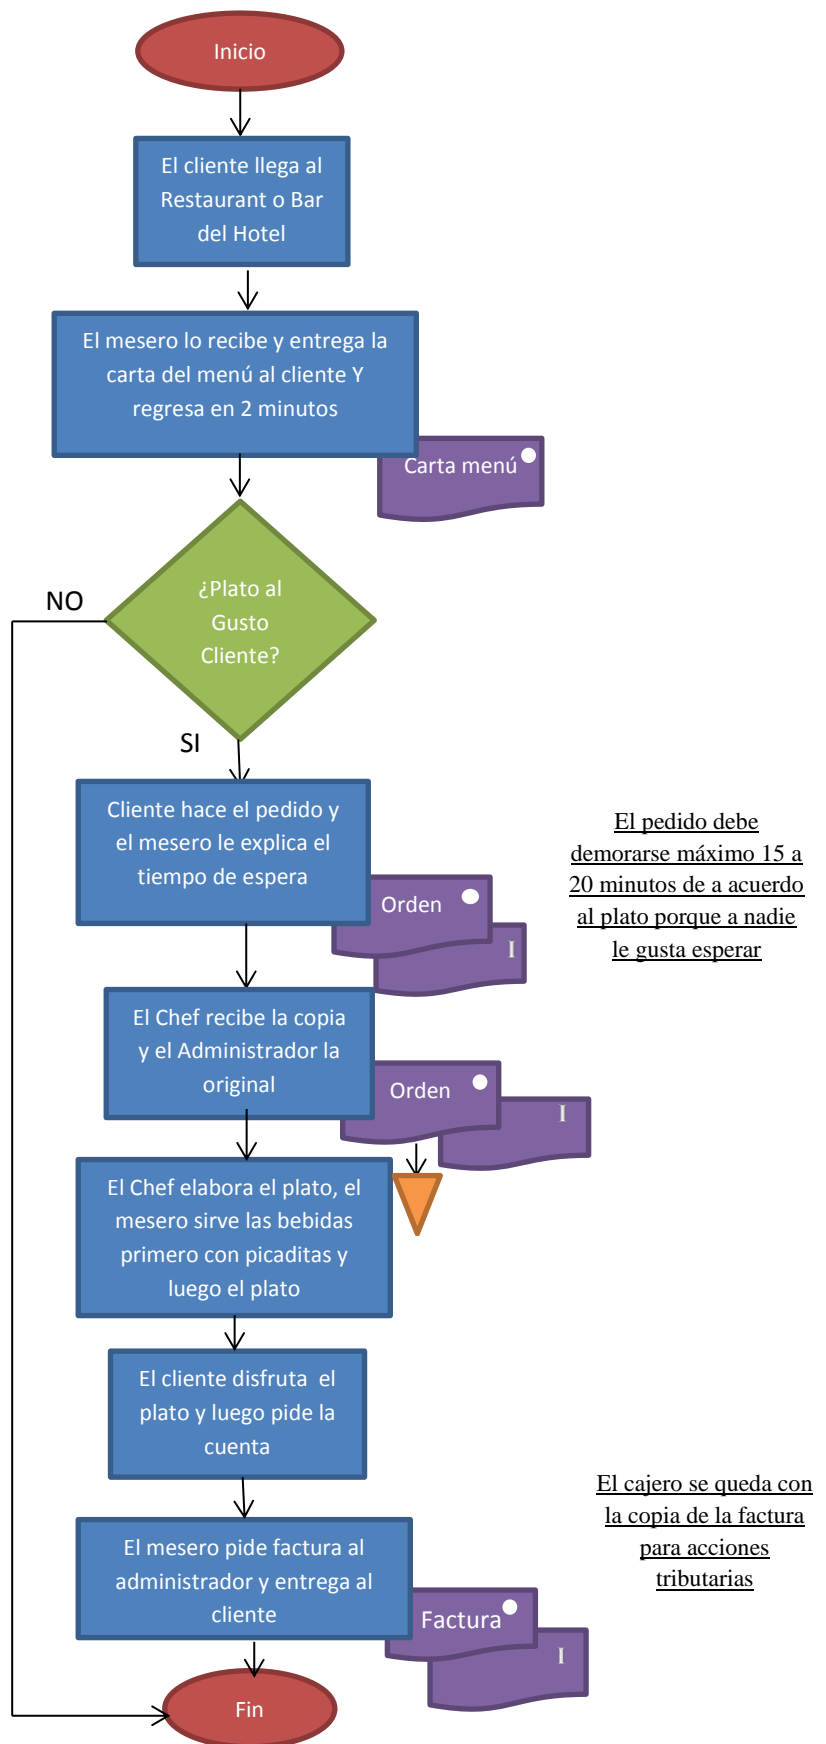 Inicio
El cliente llega al
Restaurant o Bar
del Hotel
El mesero lo recibe y entrega la
carta del menú al cliente Y
regresa en 2 minutos
Carta menú
¿Plato al
Gusto
Cliente?
NO
SI
Cliente hace el pedido y
el mesero le explica el
tiempo de espera
Orden
I
El pedido debe
demorarse máximo 15 a
20 minutos de a acuerdo
al plato porque a nadie
le gusta esperar
El Chef recibe la copia
y el Administrador la
original
Orden
I
El Chef elabora el plato, el
mesero sirve las bebidas
primero con picaditas y
luego el plato
El cliente disfruta  el
plato y luego pide la
cuenta
El mesero pide factura al
administrador y entrega al
cliente
Factura
I
El cajero se queda con
la copia de la factura
para acciones
tributarias
Fin